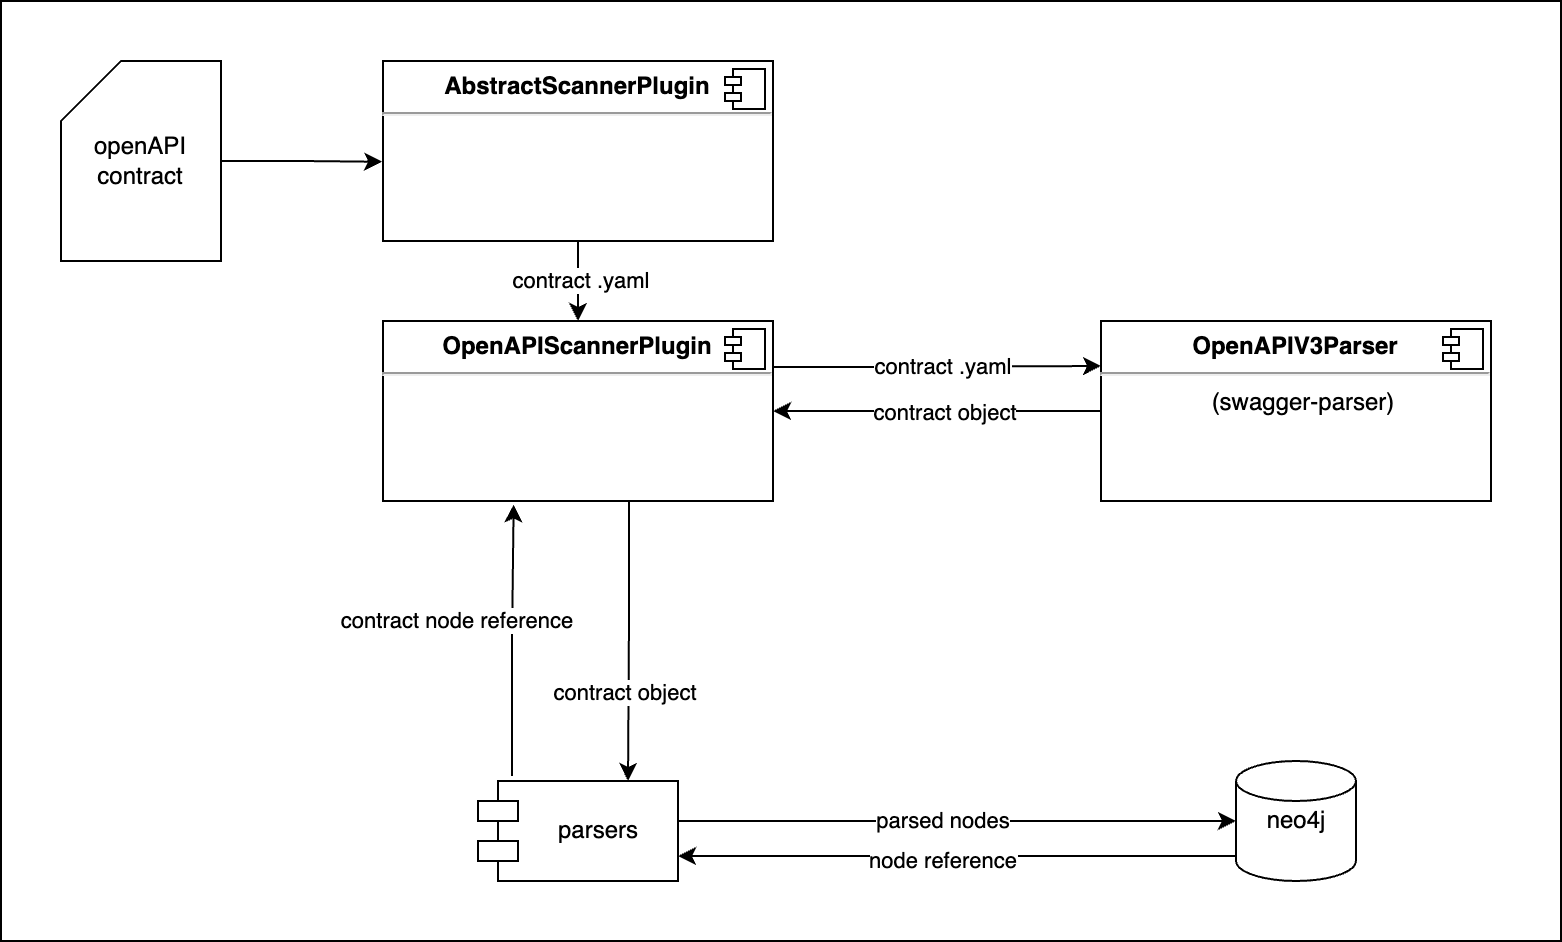 AbstractScannerPlugin
openAPI
contract
contract .yaml
OpenAPIScannerPlugin
OpenAPIV3Parser
contract .yaml
(swagger-parser)
contract object
contract node reference
contract object
parsers
parsed nodes
neo4j
node reference